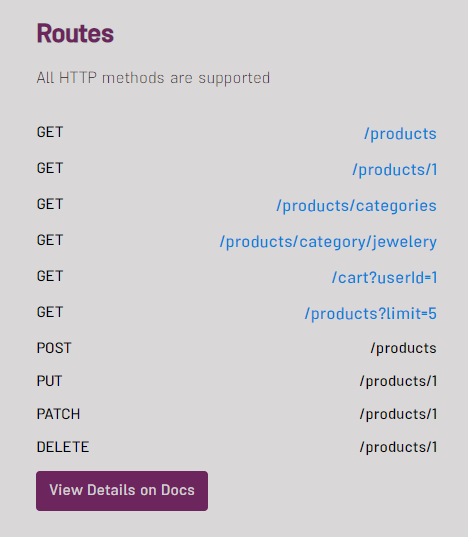 Routes
All HTTP methods are supported
GET /products
GET /products/1
GET /products/categories
GET /products/category/jewelery
GET /cart?userId=1
GET /products?limit=5
POST /products
PUT /products/1
PATCH /products/1
DELETE /products/1
View Details on Docs